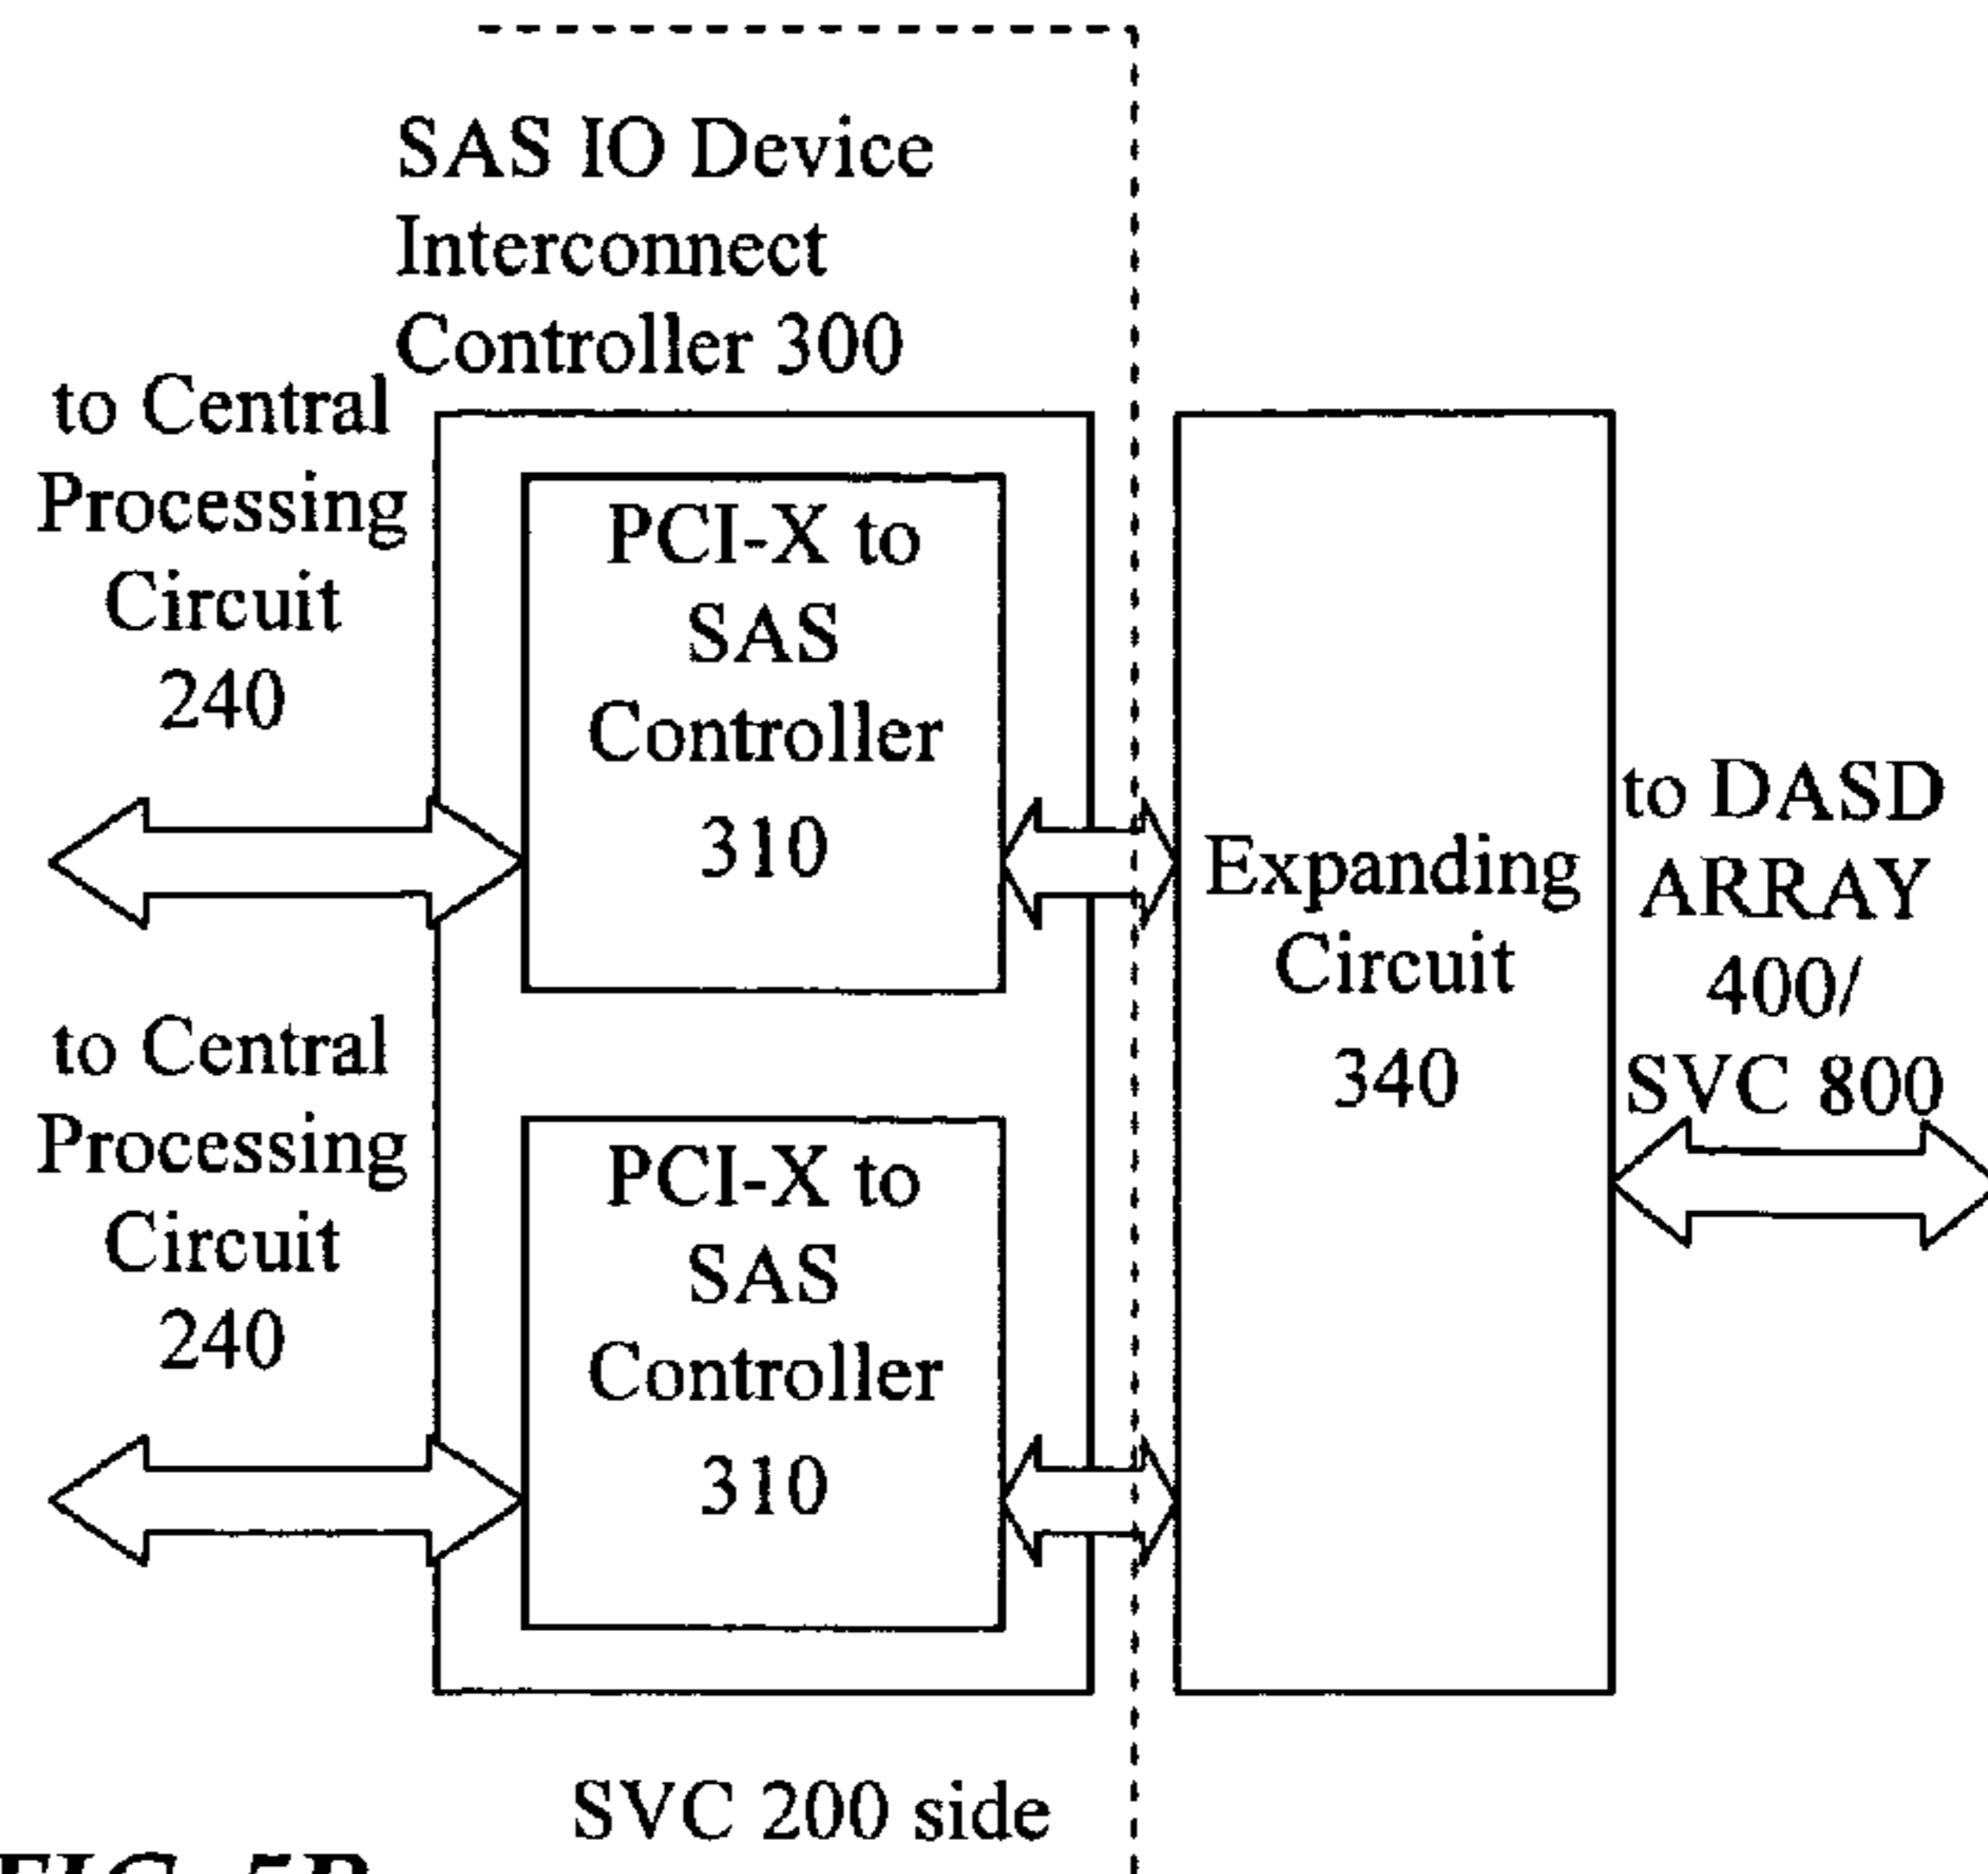 SAS IO Device
Interconnect
Controller 300
to Central
Processing
Circuit
240
PCI-X to
SAS
Controller
310
Expanding
Circuit
340
to DASD
ARRAY
400/
SVC 800
to Central
Processing
Circuit
240
PCI-X to
SAS
Controller
310
SVC 200 side
FIG. 5B